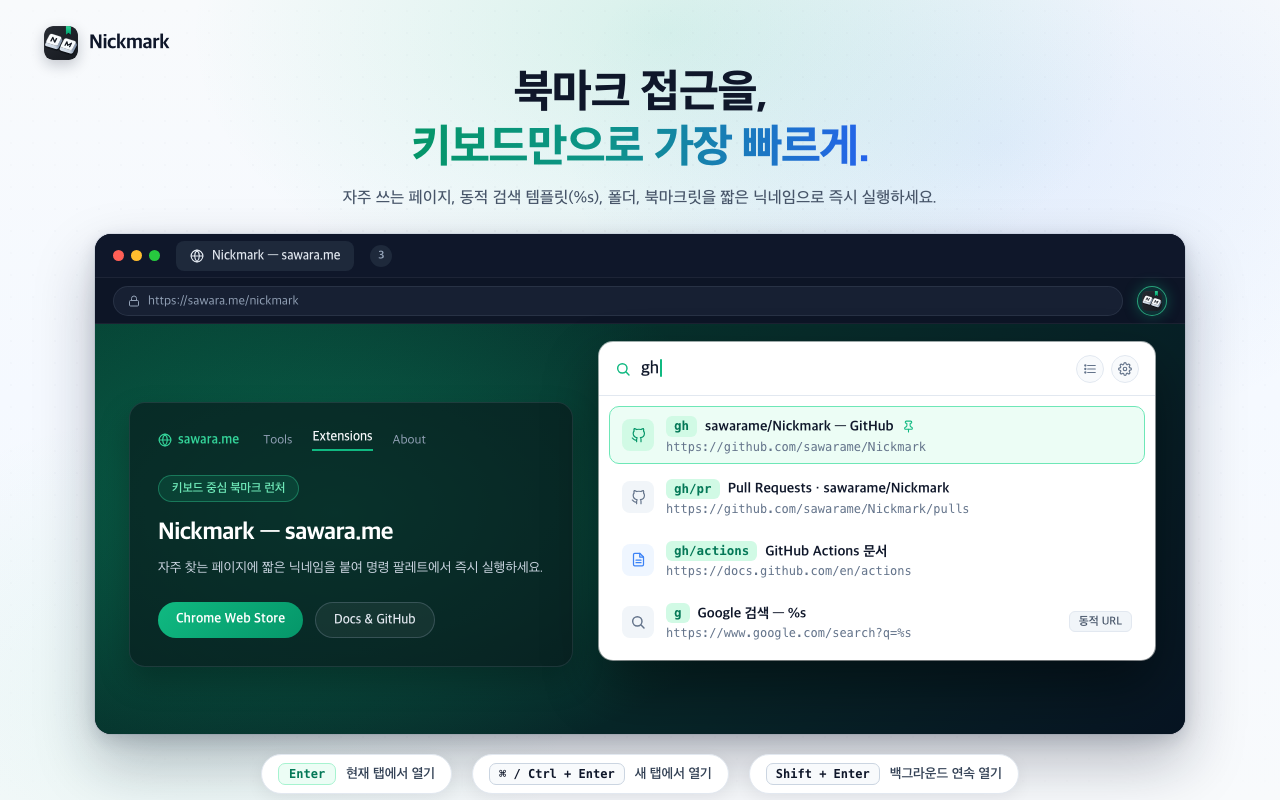 Nickmark
북마크 접근을,
키보드만으로 가장 빠르게.
자주 쓰는 페이지, 동적 검색 템플릿(%s), 폴더, 북마크릿을 짧은 닉네임으로 즉시 실행하세요.
Nickmark — sawara.me
3
https://sawara.me/nickmark
sawara.me Tools Extensions About
키보드 중심 북마크 런처
Nickmark — sawara.me
자주 찾는 페이지에 짧은 닉네임을 붙여 명령 팔레트에서 즉시 실행하세요.
Chrome Web Store
Docs & GitHub
gh
gh sawarame/Nickmark — GitHub
https://github.com/sawarame/Nickmark
gh/pr Pull Requests · sawarame/Nickmark
https://github.com/sawarame/Nickmark/pulls
gh/actions GitHub Actions 문서
https://docs.github.com/en/actions
g Google 검색 — %s
https://www.google.com/search?q=%s
동적 URL
Enter 현재 탭에서 열기
⌘ / Ctrl + Enter 새 탭에서 열기
Shift + Enter 백그라운드 연속 열기